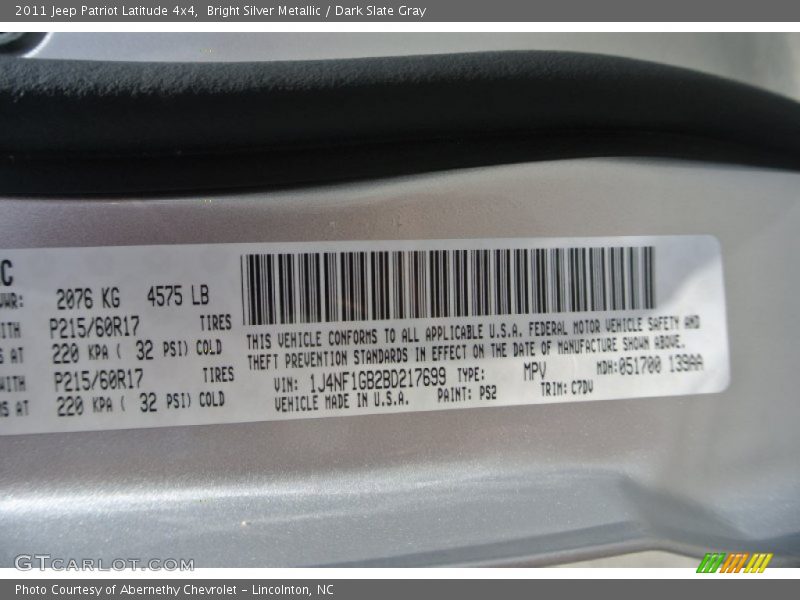 2011 Jeep Patriot Latitude 4x4, Bright Silver Metallic / Dark Slate Gray
C
WR: 2076 KG 4575 LB
ITH P215/60R17 TIRES
S AT 220 KPA ( 32 PSI) COLD
WITH P215/60R17 TIRES
MS AT 220 KPA ( 32 PSI) COLD
THIS VEHICLE CONFORMS TO ALL APPLICABLE U.S.A. FEDERAL MOTOR VEHICLE SAFETY AND
THEFT PREVENTION STANDARDS IN EFFECT ON THE DATE OF MANUFACTURE SHOWN ABOVE.
VIN: 1J4NF1GB2BD217699 TYPE: MPV MDH:051700 139AA
VEHICLE MADE IN U.S.A. PAINT: PS2 TRIM: C7DV
GTCARLOT.COM
Photo Courtesy of Abernethy Chevrolet – Lincolnton, NC